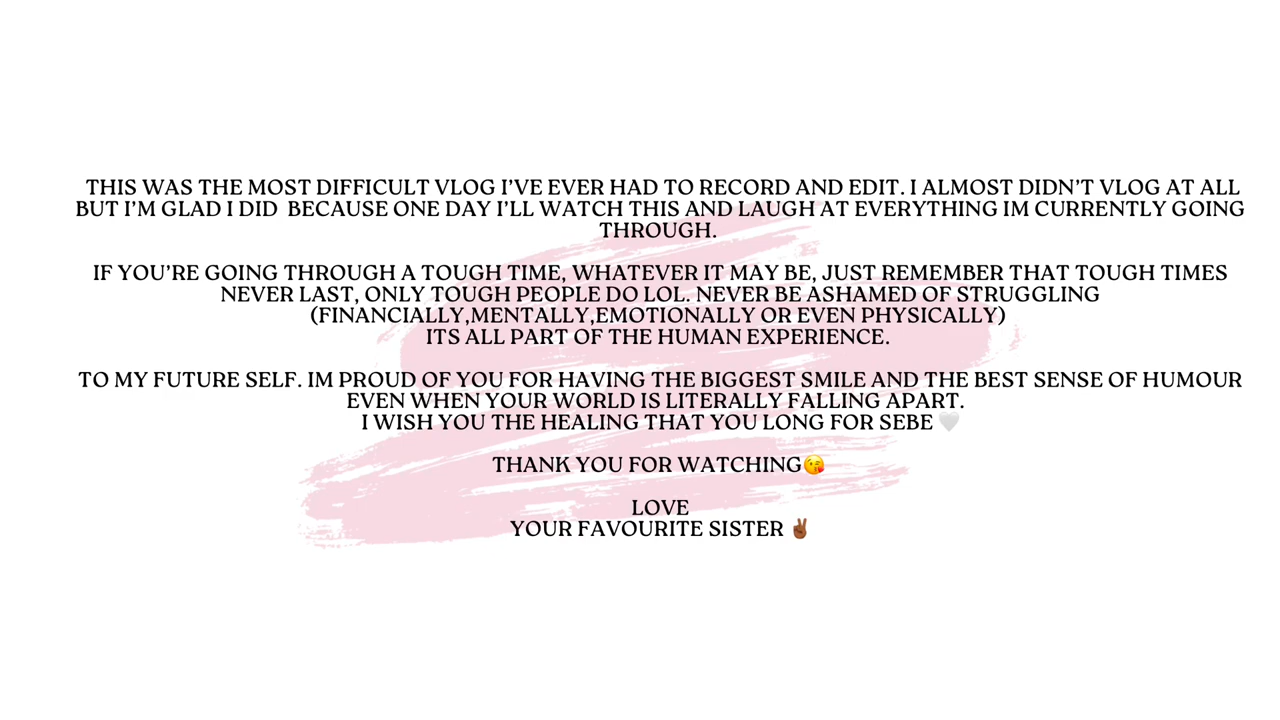 THIS WAS THE MOST DIFFICULT VLOG I'VE EVER HAD TO RECORD AND EDIT. I ALMOST DIDN'T VLOG AT ALL
BUT I'M GLAD I DID  BECAUSE ONE DAY I'LL WATCH THIS AND LAUGH AT EVERYTHING IM CURRENTLY GOING
THROUGH.
IF YOU'RE GOING THROUGH A TOUGH TIME, WHATEVER IT MAY BE, JUST REMEMBER THAT TOUGH TIMES
NEVER LAST, ONLY TOUGH PEOPLE DO LOL. NEVER BE ASHAMED OF STRUGGLING
(FINANCIALLY,MENTALLY,EMOTIONALLY OR EVEN PHYSICALLY)
ITS ALL PART OF THE HUMAN EXPERIENCE.
TO MY FUTURE SELF. IM PROUD OF YOU FOR HAVING THE BIGGEST SMILE AND THE BEST SENSE OF HUMOUR
EVEN WHEN YOUR WORLD IS LITERALLY FALLING APART.
I WISH YOU THE HEALING THAT YOU LONG FOR SEBE 🤍
THANK YOU FOR WATCHING😘
LOVE
YOUR FAVOURITE SISTER ✌🏾